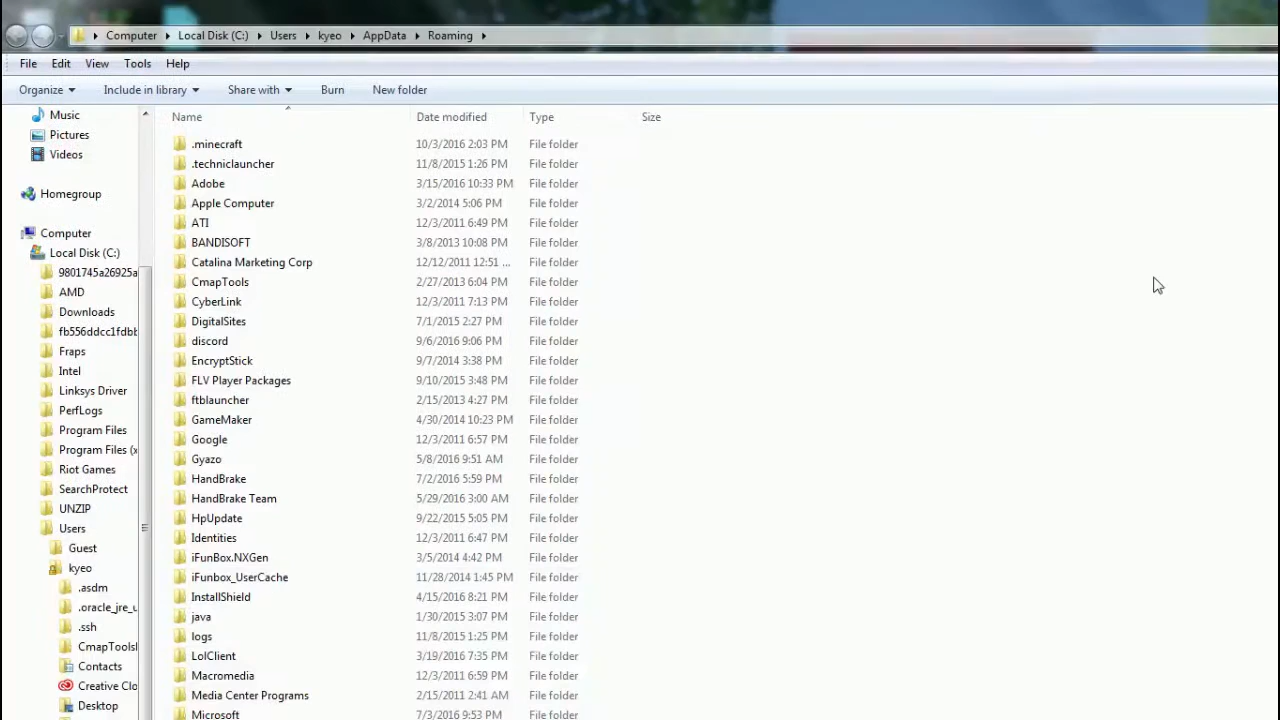 Computer Local Disk (C:) Users kyeo AppData Roaming
File Edit View Tools Help
Organize Include in library Share with Burn New folder
Music
Pictures
Videos
Homegroup
Computer
Local Disk (C:)
9801745a26925a
AMD
Downloads
fb556ddcc1fdbb
Fraps
Intel
Linksys Driver
PerfLogs
Program Files
Program Files (x
Riot Games
SearchProtect
UNZIP
Users
Guest
kyeo
.asdm
.oracle_jre_u
.ssh
CmapToolsl
Contacts
Creative Clo
Desktop
Name Date modified Type Size
.minecraft 10/3/2016 2:03 PM File folder
.techniclauncher 11/8/2015 1:26 PM File folder
Adobe 3/15/2016 10:33 PM File folder
Apple Computer 3/2/2014 5:06 PM File folder
ATI 12/3/2011 6:49 PM File folder
BANDISOFT 3/8/2013 10:08 PM File folder
Catalina Marketing Corp 12/12/2011 12:51 ... File folder
CmapTools 2/27/2013 6:04 PM File folder
CyberLink 12/3/2011 7:13 PM File folder
DigitalSites 7/1/2015 2:27 PM File folder
discord 9/6/2016 9:06 PM File folder
EncryptStick 9/7/2014 3:38 PM File folder
FLV Player Packages 9/10/2015 3:48 PM File folder
ftblauncher 2/15/2013 4:27 PM File folder
GameMaker 4/30/2014 10:23 PM File folder
Google 12/3/2011 6:57 PM File folder
Gyazo 5/8/2016 9:51 AM File folder
HandBrake 7/2/2016 5:59 PM File folder
HandBrake Team 5/29/2016 3:00 AM File folder
HpUpdate 9/22/2015 5:05 PM File folder
Identities 12/3/2011 6:47 PM File folder
iFunBox.NXGen 3/5/2014 4:42 PM File folder
iFunbox_UserCache 11/28/2014 1:45 PM File folder
InstallShield 4/15/2016 8:21 PM File folder
java 1/30/2015 3:07 PM File folder
logs 11/8/2015 1:25 PM File folder
LolClient 3/19/2016 7:35 PM File folder
Macromedia 12/3/2011 6:59 PM File folder
Media Center Programs 2/15/2011 2:41 AM File folder
Microsoft 7/3/2016 9:53 PM File folder